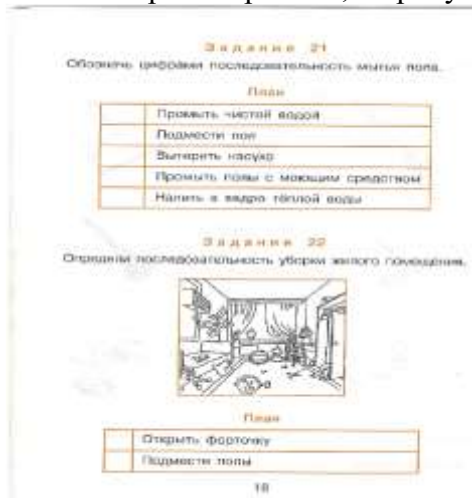 Задание 21
Обозначь цифрами последовательность мытья пола.
План
Промыть чистой водой
Подмести пол
Вытереть насухо
Промыть полы с моющим средством
Налить в ведро тёплой воды
Задание 22
Определи последовательность уборки жилого помещения.
План
Открыть форточку
Подмести полы
18